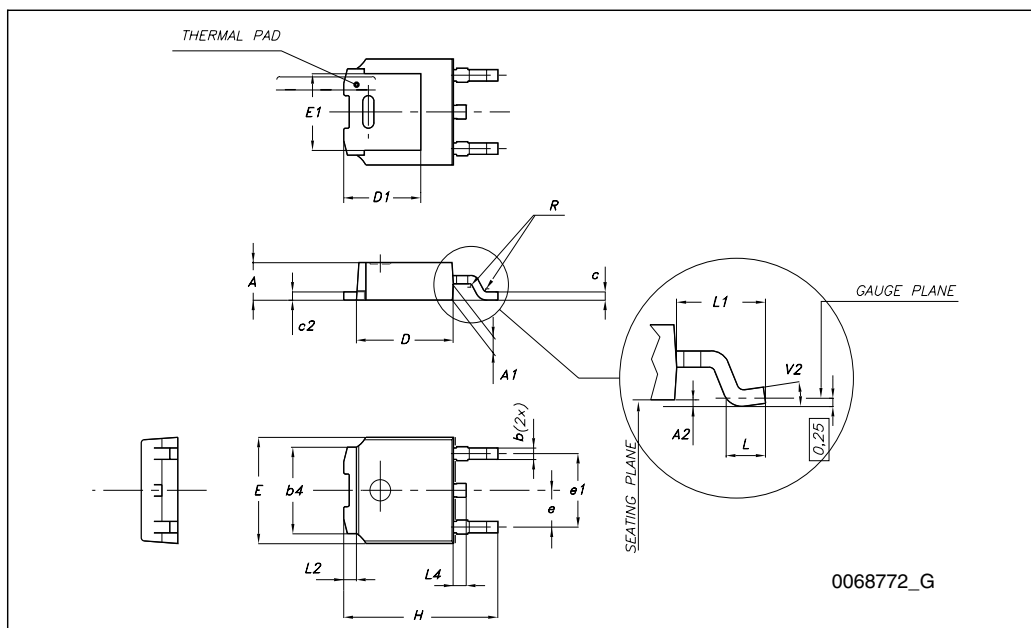 THERMAL PAD
E1
D1
R
A
c
c2
D
A1
L1
GAUGE PLANE
V2
A2
L
0,25
SEATING PLANE
b(2x)
E
b4
e1
e
L2
L4
H
0068772_G